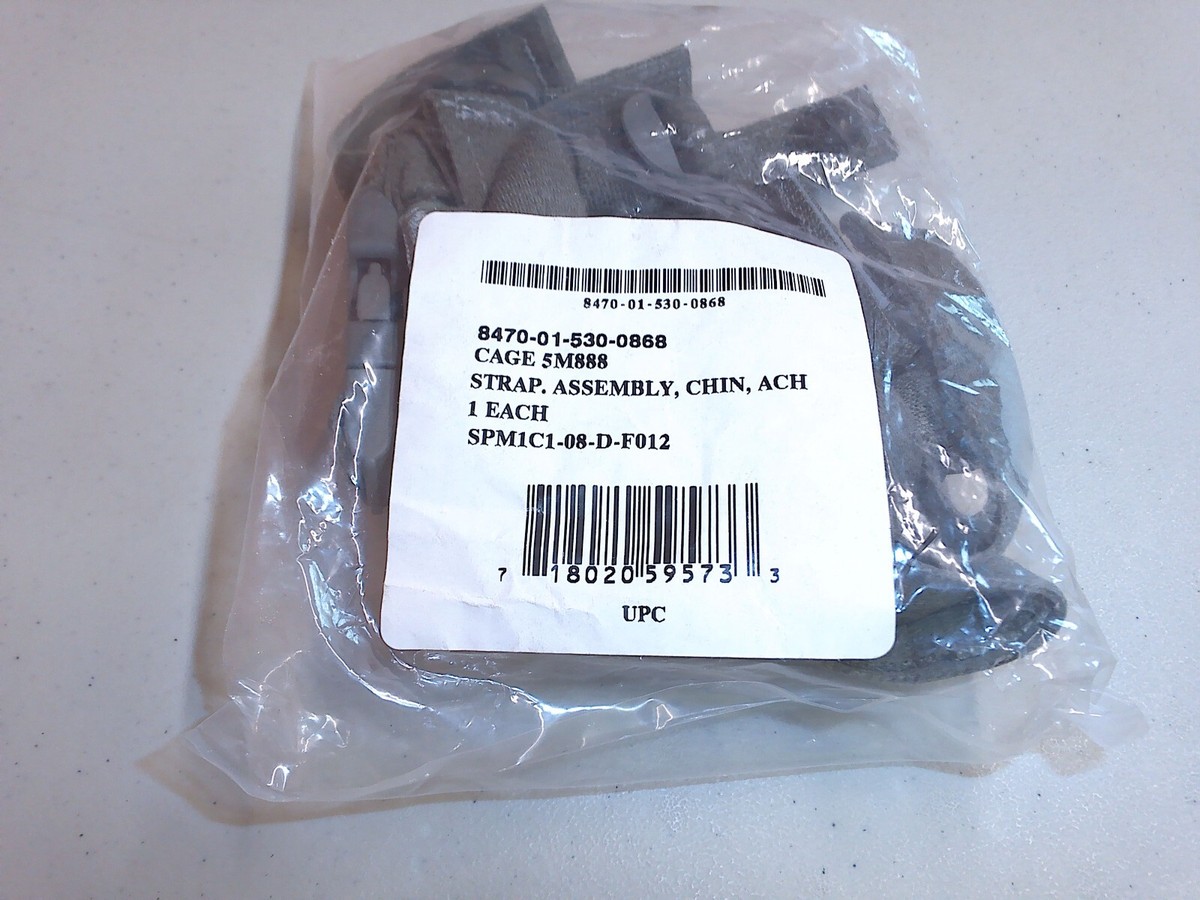 8470-01-530-0868
8470-01-530-0868
CAGE 5M888
STRAP. ASSEMBLY, CHIN, ACH
1 EACH
SPM1C1-08-D-F012
7 18020 59573 3
UPC